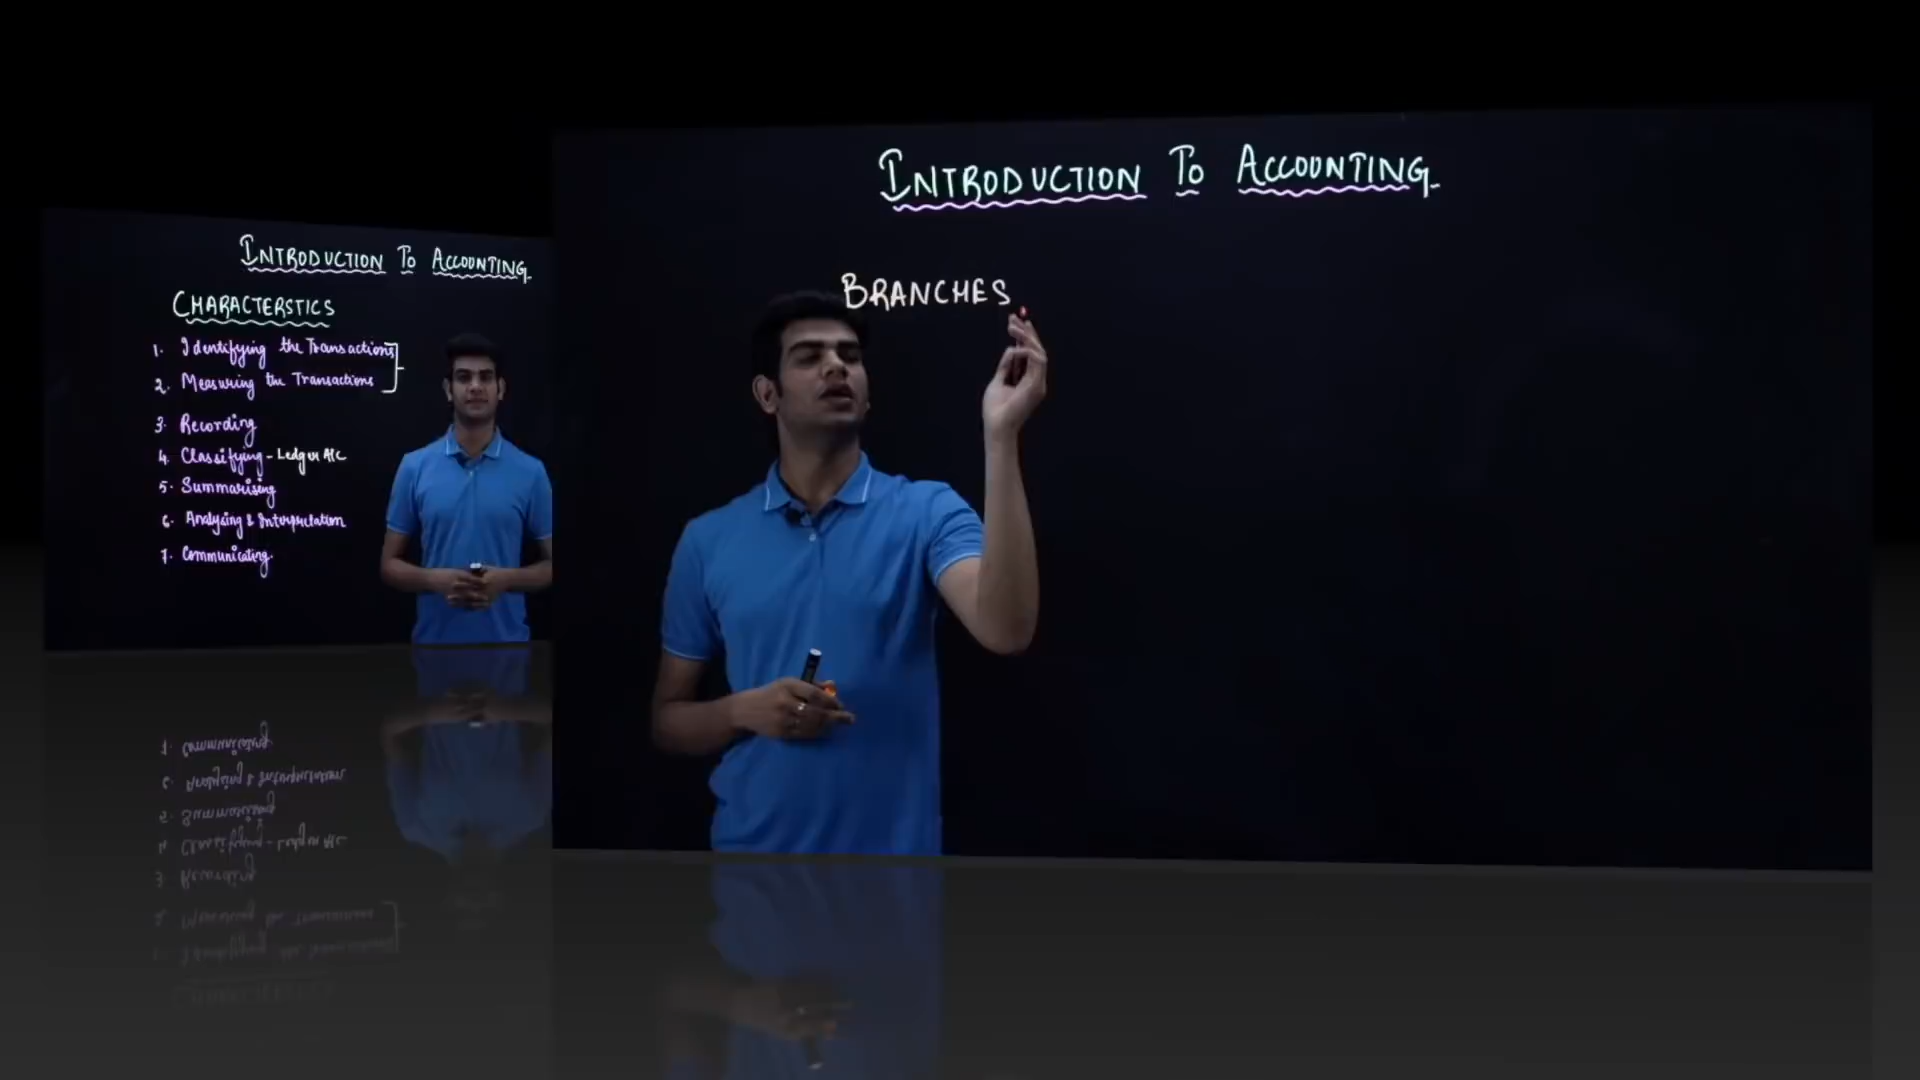 INTRODUCTION TO ACCOUNTING
CHARACTERSTICS
1. Identifying the Transactions
2. Measuring the Transactions
3. Recording
4. Classifying - Ledger A/C
5. Summarising
6. Analysing & Interpretation
7. Communicating.
INTRODUCTION TO ACCOUNTING
BRANCHES